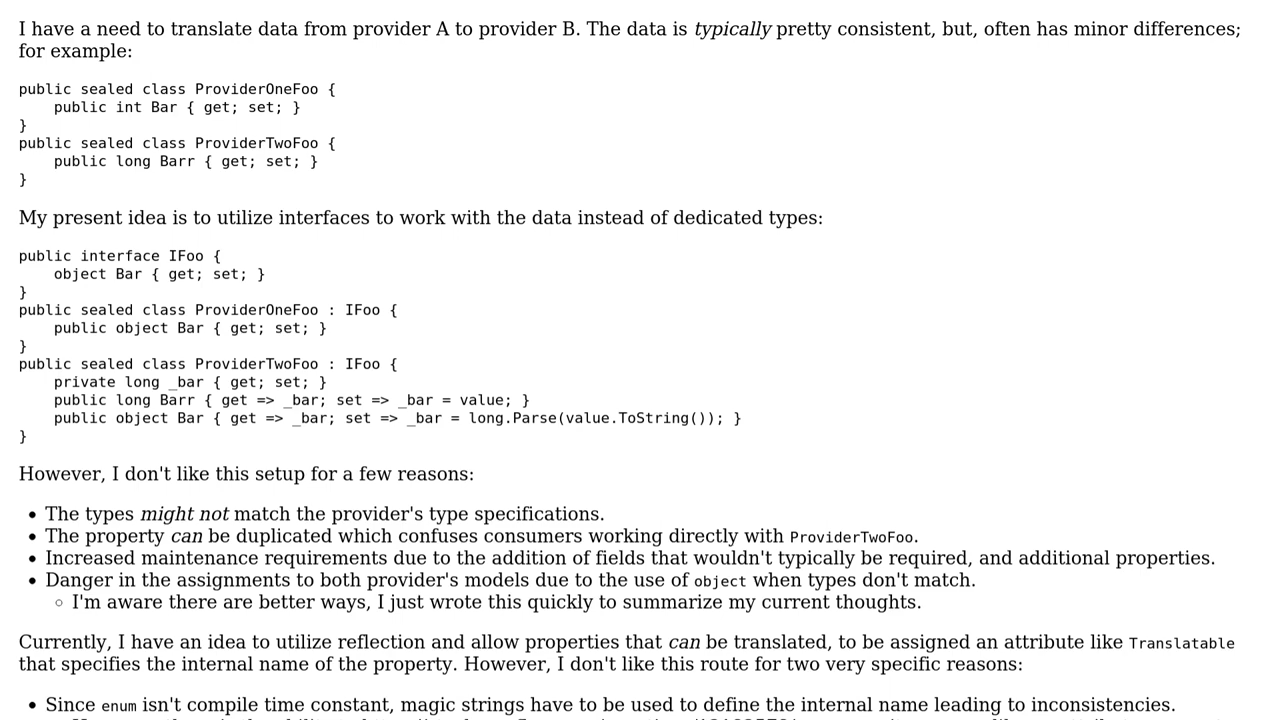 I have a need to translate data from provider A to provider B. The data is typically pretty consistent, but, often has minor differences;
for example:
public sealed class ProviderOneFoo {
    public int Bar { get; set; }
}
public sealed class ProviderTwoFoo {
    public long Barr { get; set; }
}
My present idea is to utilize interfaces to work with the data instead of dedicated types:
public interface IFoo {
    object Bar { get; set; }
}
public sealed class ProviderOneFoo : IFoo {
    public object Bar { get; set; }
}
public sealed class ProviderTwoFoo : IFoo {
    private long _bar { get; set; }
    public long Barr { get => _bar; set => _bar = value; }
    public object Bar { get => _bar; set => _bar = long.Parse(value.ToString()); }
}
However, I don't like this setup for a few reasons:
• The types might not match the provider's type specifications.
• The property can be duplicated which confuses consumers working directly with ProviderTwoFoo.
• Increased maintenance requirements due to the addition of fields that wouldn't typically be required, and additional properties.
• Danger in the assignments to both provider's models due to the use of object when types don't match.
◦ I'm aware there are better ways, I just wrote this quickly to summarize my current thoughts.
Currently, I have an idea to utilize reflection and allow properties that can be translated, to be assigned an attribute like Translatable
that specifies the internal name of the property. However, I don't like this route for two very specific reasons:
• Since enum isn't compile time constant, magic strings have to be used to define the internal name leading to inconsistencies.